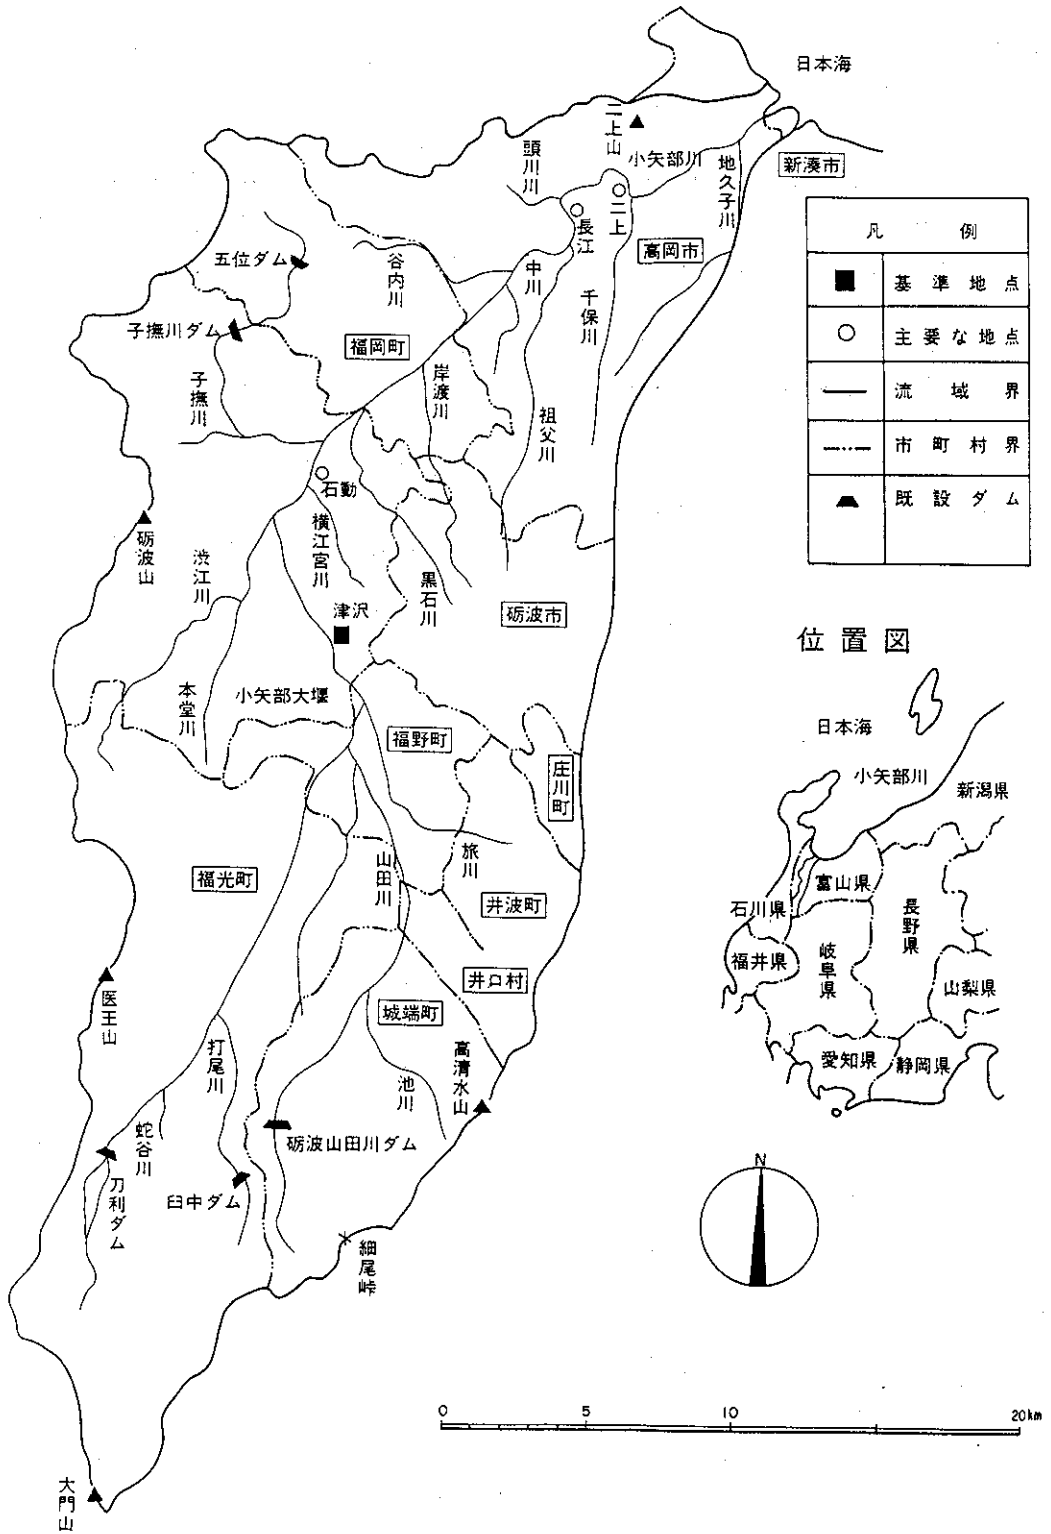 日本海
二上山
頭川川
小矢部川
地久子川
新湊市
二上
長江
高岡市
五位ダム
谷内川
中川
千保川
子撫川ダム
福岡町
岸渡川
子撫川
祖父川
石動
横江宮川
砺波山
渋江川
黒石川
津沢
砺波市
本堂川
小矢部大堰
福野町
庄川町
山田川
旅川
福光町
井波町
井口村
城端町
医王山
打尾川
池川
高清水山
蛇谷川
砺波山田川ダム
刀利ダム
臼中ダム
細尾峠
大門山
凡例
基準地点
主要な地点
流域界
市町村界
既設ダム
位置図
日本海
小矢部川
新潟県
富山県
石川県
長野県
福井県
岐阜県
山梨県
愛知県
静岡県
N
0 5 10 20km